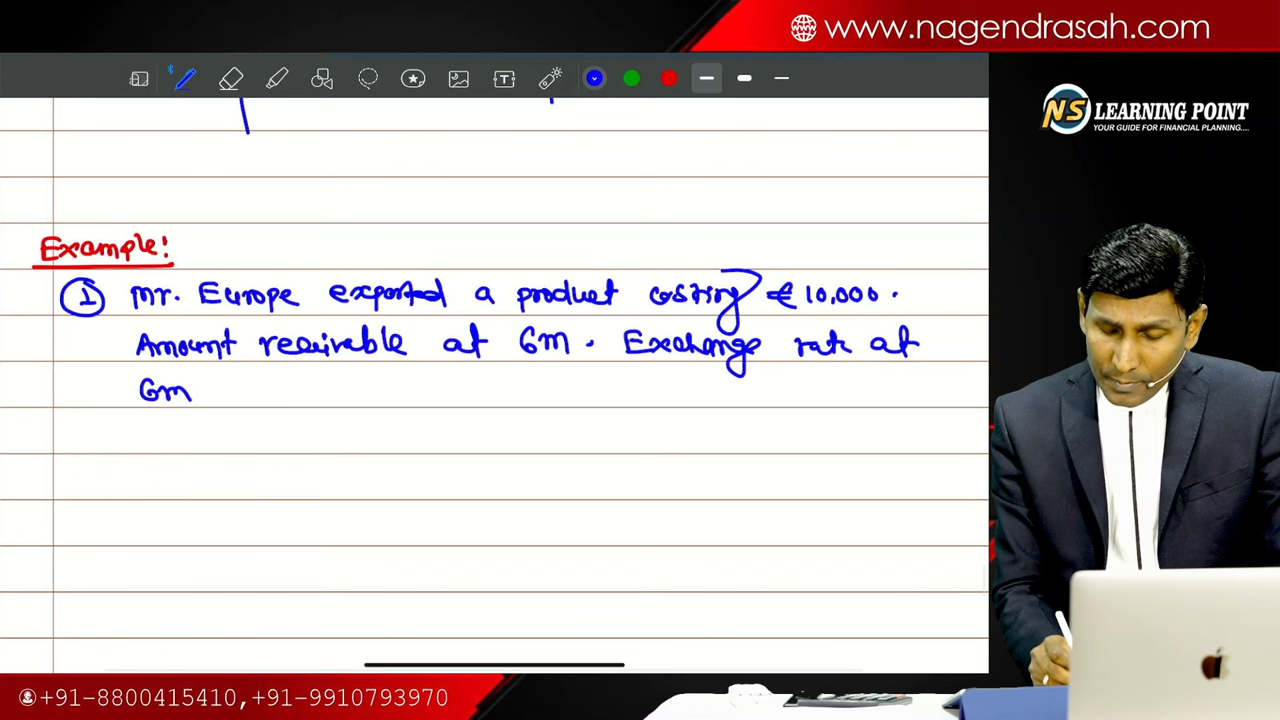 www.nagendrasah.com
NS LEARNING POINT
YOUR GUIDE FOR FINANCIAL PLANNING....
Example:
① Mr. Europe exported a product costing € 10,000.
Amount receivable at 6m. Exchange rate at
6m
+91-8800415410,+91-9910793970